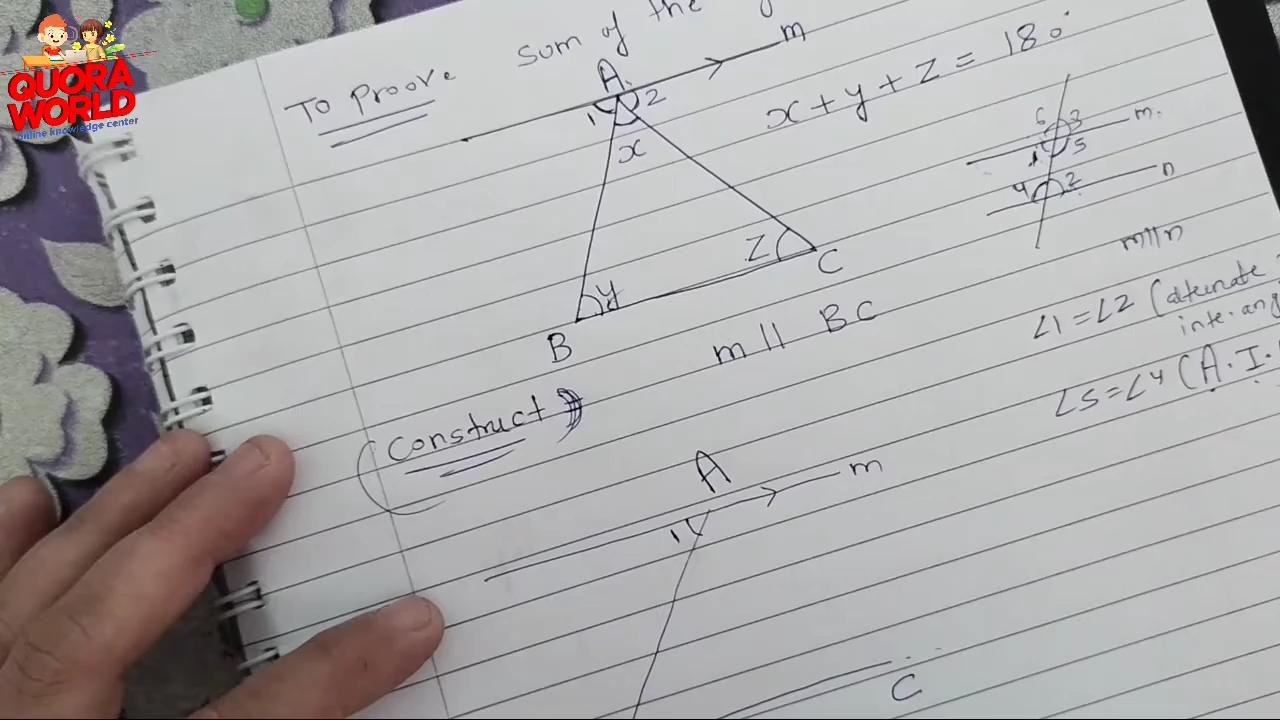 QUORA
WORLD
online knowledge center
To Proove sum of the
A m
1 2
x
x + y + z = 180°
y z
B C
6 3 m
1 5
4 2 n
m || n
m || BC
∠1 = ∠2 (alternate
inte. ang
∠5 = ∠4 (A. I.
(Construct)
A m
1
C